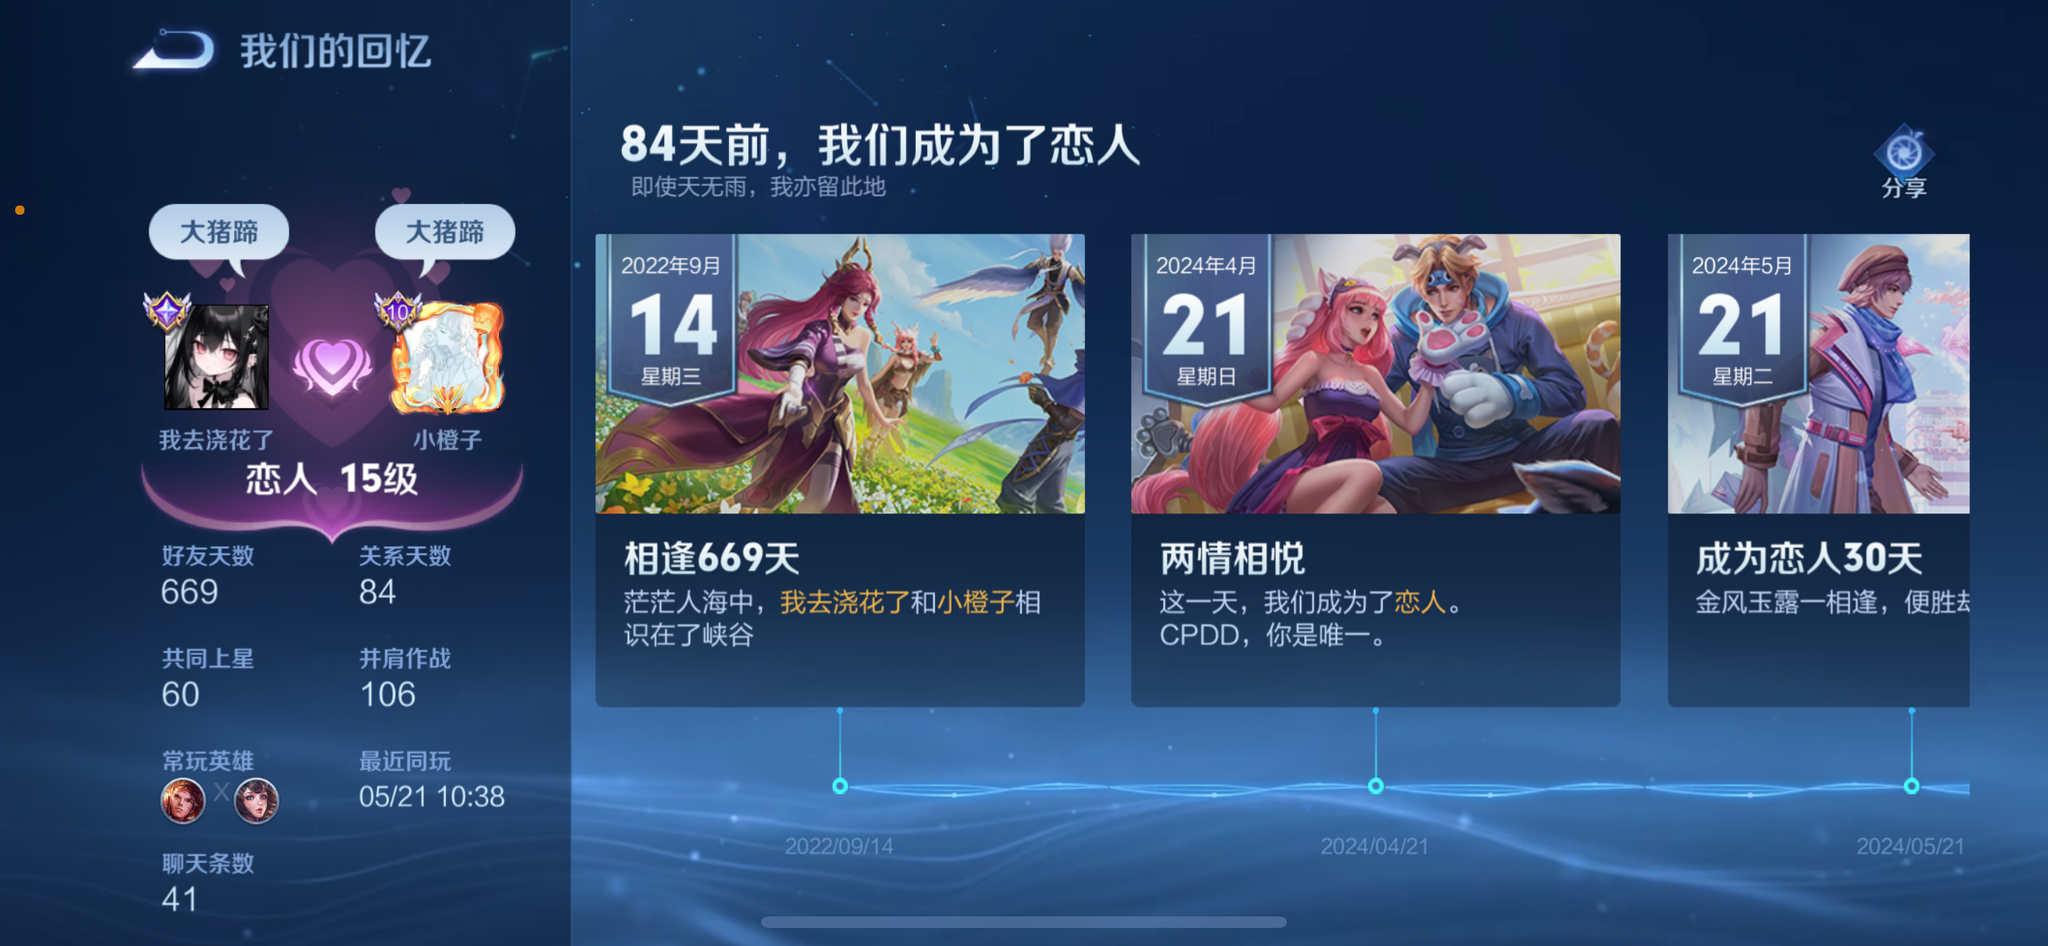 我们的回忆
大猪蹄
大猪蹄
10
我去浇花了
小橙子
恋人 15级
好友天数
关系天数
669
84
共同上星
并肩作战
60
106
常玩英雄
最近同玩
X
05/21 10:38
聊天条数
41
84天前，我们成为了恋人
即使天无雨，我亦留此地
分享
2022年9月
14
星期三
相逢669天
茫茫人海中，我去浇花了和小橙子相
识在了峡谷
2022/09/14
2024年4月
21
星期日
两情相悦
这一天，我们成为了恋人。
CPDD，你是唯一。
2024/04/21
2024年5月
21
星期二
成为恋人30天
金风玉露一相逢，便胜却
2024/05/21